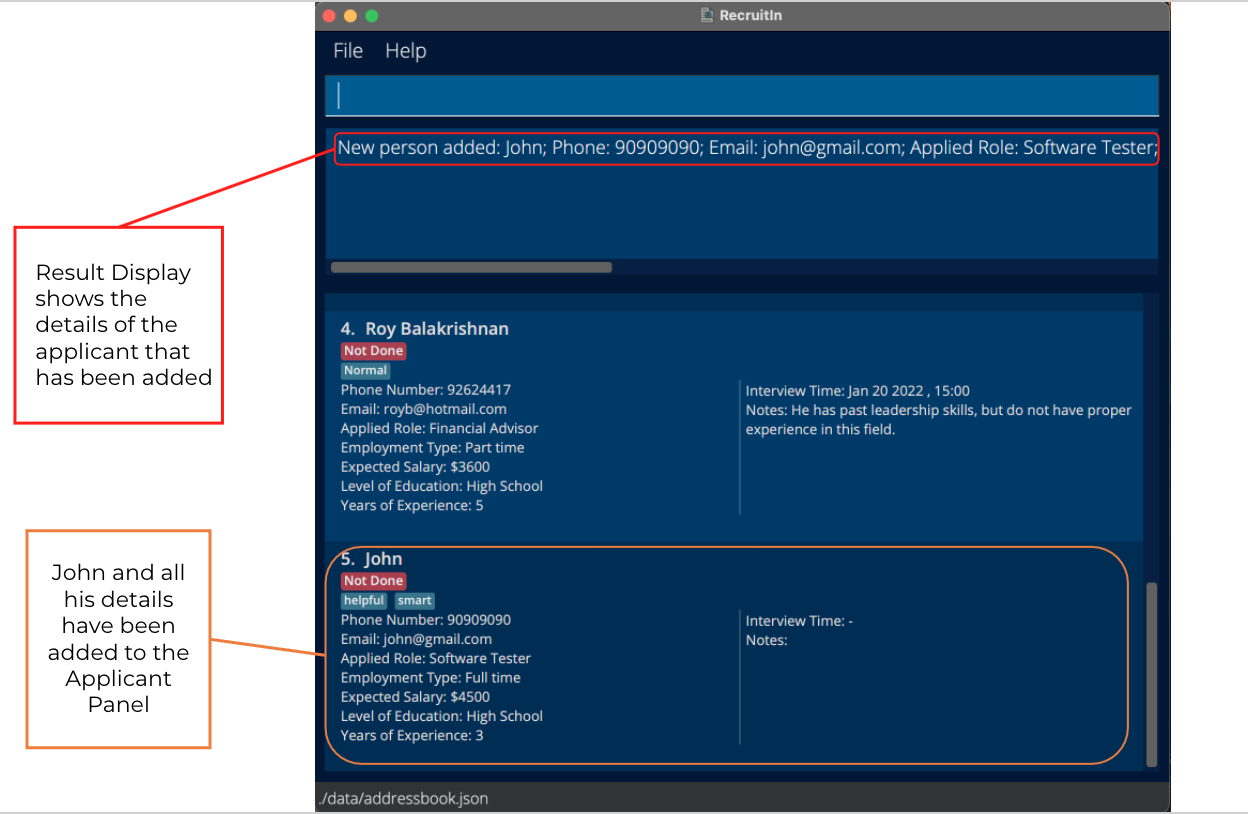 RecruitIn
File Help
New person added: John; Phone: 90909090; Email: john@gmail.com; Applied Role: Software Tester;
Result Display
shows the
details of the
applicant that
has been added
4. Roy Balakrishnan
Not Done
Normal
Phone Number: 92624417
Email: royb@hotmail.com
Applied Role: Financial Advisor
Employment Type: Part time
Expected Salary: $3600
Level of Education: High School
Years of Experience: 5
Interview Time: Jan 20 2022 , 15:00
Notes: He has past leadership skills, but do not have proper
experience in this field.
John and all
his details
have been
added to the
Applicant
Panel
5. John
Not Done
helpful smart
Phone Number: 90909090
Email: john@gmail.com
Applied Role: Software Tester
Employment Type: Full time
Expected Salary: $4500
Level of Education: High School
Years of Experience: 3
Interview Time: -
Notes:
./data/addressbook.json